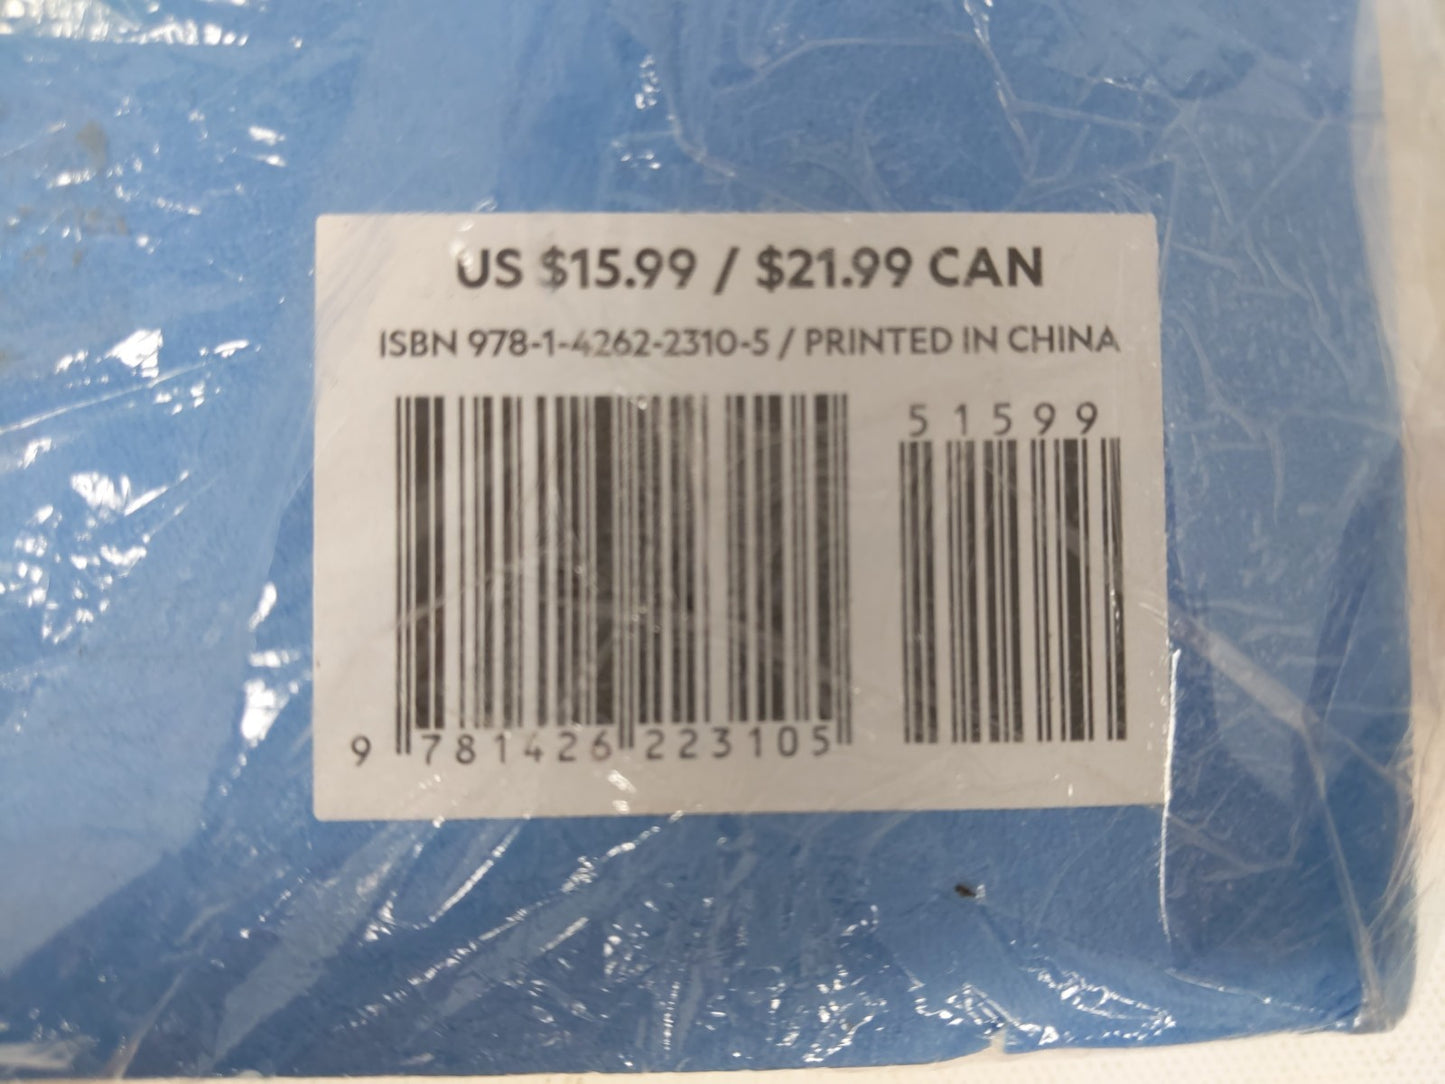 US $15.99 / $21.99 CAN
ISBN 978-1-4262-2310-5 / PRINTED IN CHINA
51599
9 781426 223105